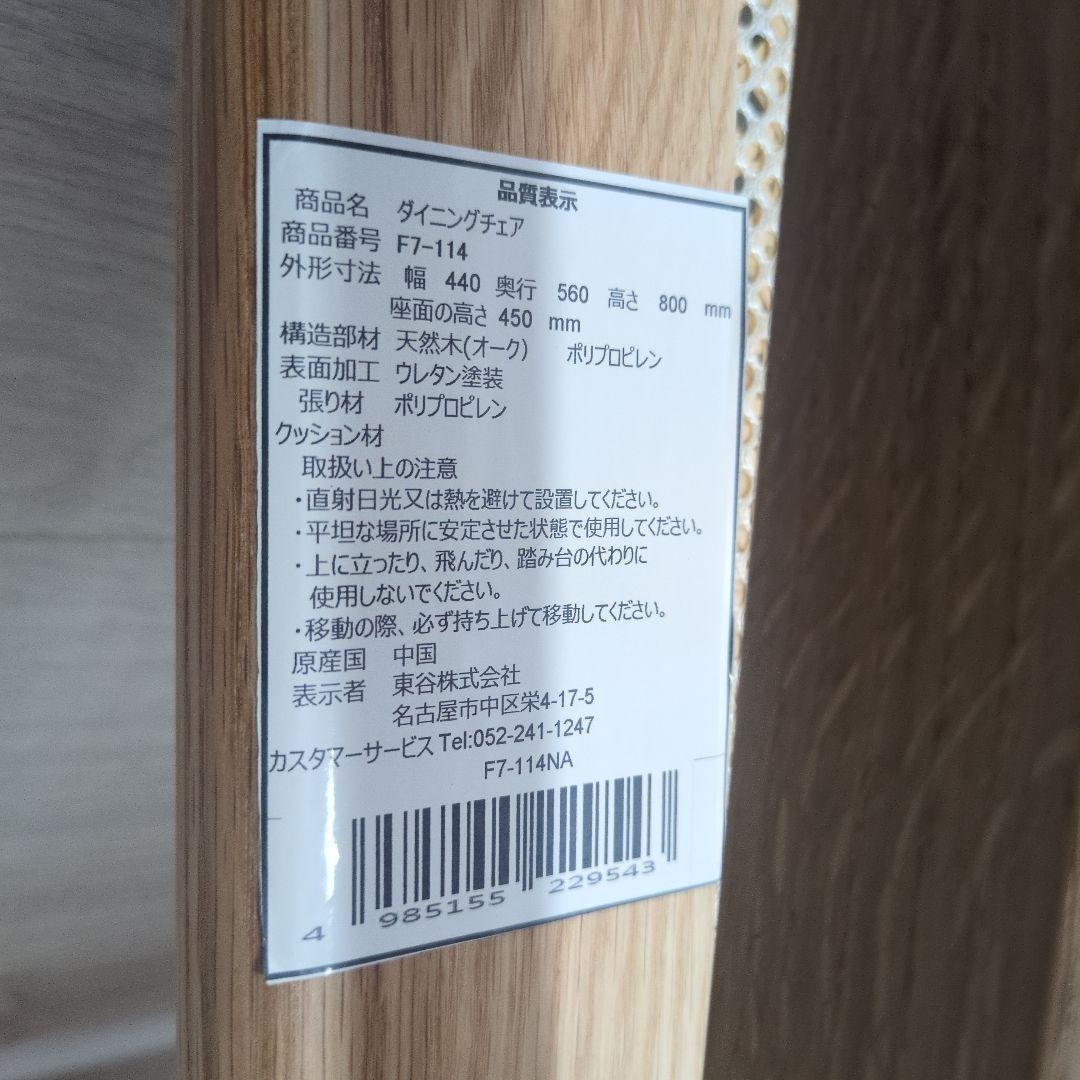 品質表示
商品名 ダイニングチェア
商品番号 F7-114
外形寸法 幅 440 奥行 560 高さ 800 mm
座面の高さ 450 mm
構造部材 天然木(オーク) ポリプロピレン
表面加工 ウレタン塗装
張り材 ポリプロピレン
クッション材
取扱い上の注意
・直射日光又は熱を避けて設置してください。
・平坦な場所に安定させた状態で使用してください。
・上に立ったり、飛んだり、踏み台の代わりに
使用しないでください。
・移動の際、必ず持ち上げて移動してください。
原産国 中国
表示者 東谷株式会社
名古屋市中区栄4-17-5
カスタマーサービス Tel:052-241-1247
F7-114NA
4 985155 229543